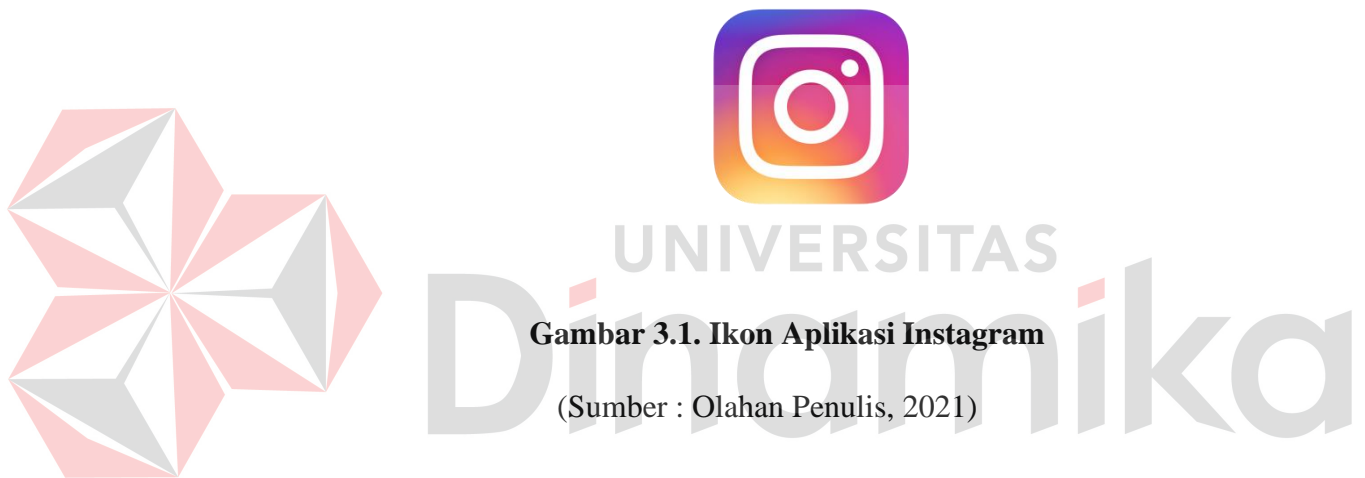 UNIVERSITAS
Dinamika
Gambar 3.1. Ikon Aplikasi Instagram
(Sumber : Olahan Penulis, 2021)